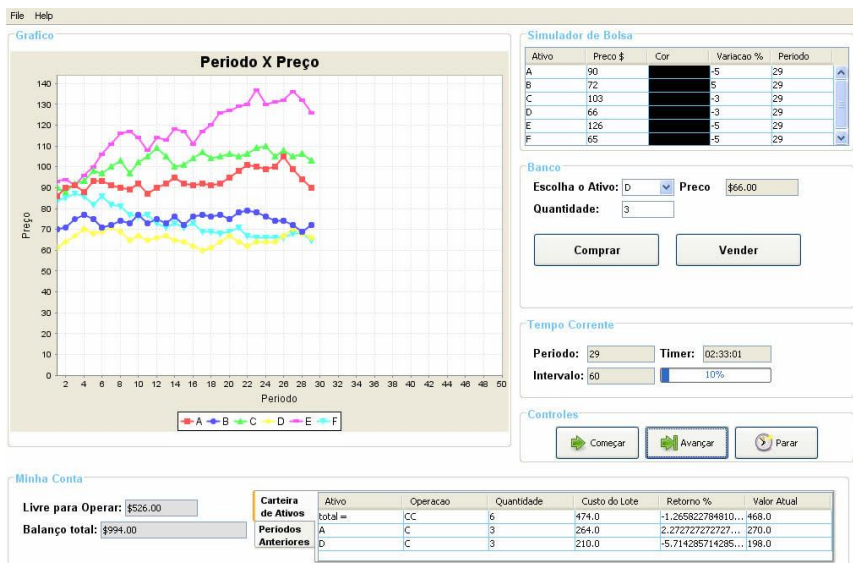 File Help
Grafico
Periodo X Preço
Preço
140
130
120
110
100
90
80
70
60
50
40
30
20
10
0
2 4 6 8 10 12 14 16 18 20 22 24 26 28 30 32 34 36 38 40 42 44 46 48 50
Periodo
A B C D E F
Simulador de Bolsa
Ativo Preco $ Cor Variacao % Periodo
A 90 -5 29
B 72 5 29
C 103 -3 29
D 66 -3 29
E 126 -5 29
F 65 -5 29
Banco
Escolha o Ativo: D Preco $66.00
Quantidade: 3
Comprar Vender
Tempo Corrente
Periodo: 29 Timer: 02:33:01
Intervalo: 60 10%
Controles
Começar Avançar Parar
Minha Conta
Livre para Operar: $526.00
Balanço total: $994.00
Carteira de Ativos
Periodos Anteriores
Ativo Operacao Quantidade Custo do Lote Retorno % Valor Atual
total = CC 6 474.0 -1.265822784810... 468.0
A C 3 264.0 2.272727272727... 270.0
D C 3 210.0 -5.714285714285... 198.0